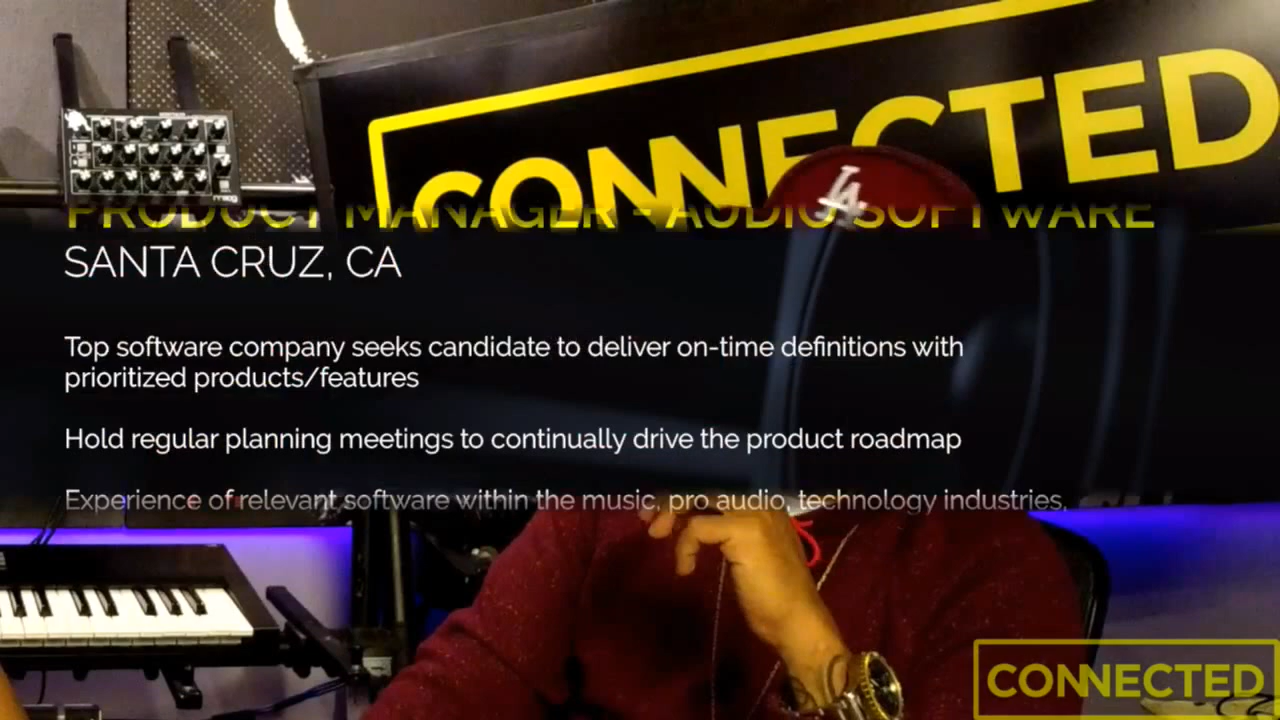 CONNECTED
LA
PRODUCT MANAGER - AUDIO SOFTWARE
SANTA CRUZ, CA
Top software company seeks candidate to deliver on-time definitions with
prioritized products/features
Hold regular planning meetings to continually drive the product roadmap
Experience of relevant software within the music, pro audio, technology industries,
CONNECTED